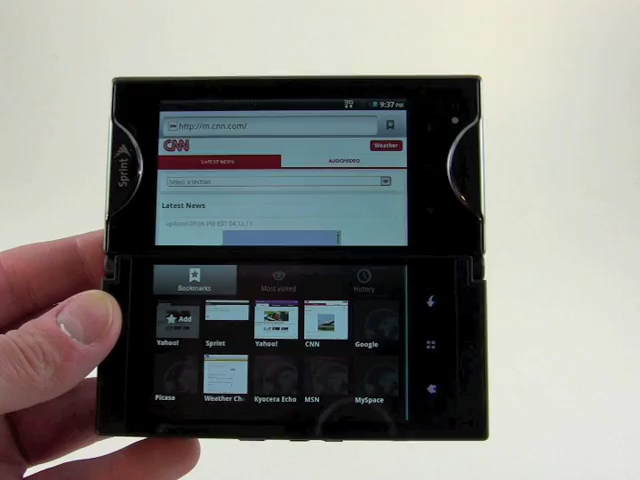 9:37 PM
http://m.cnn.com/
CNN
Weather
LATEST NEWS
AUDIO/VIDEO
Select a section
Sprint
Latest News
Bookmarks
Most visited
History
Add
Yahoo!
Sprint
Yahoo!
CNN
Google
Picasa
Weather Ch
Kyocera Echo
MSN
MySpace